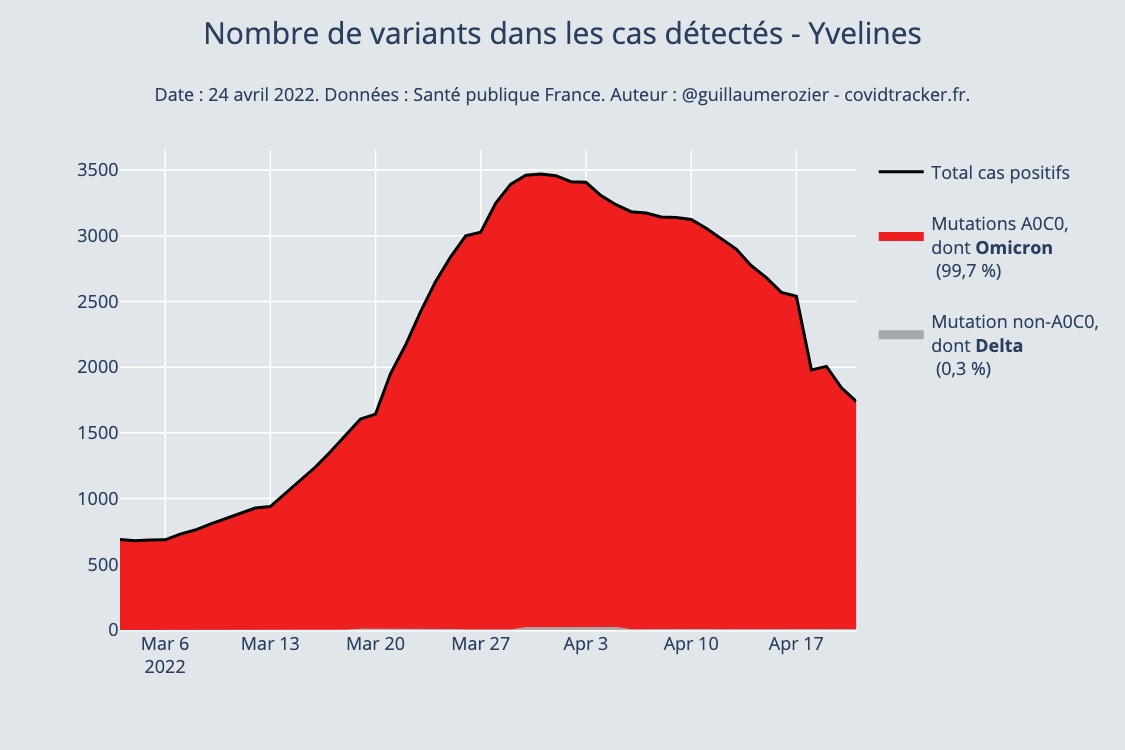 Nombre de variants dans les cas détectés - Yvelines
Date : 24 avril 2022. Données : Santé publique France. Auteur : @guillaumerozier - covidtracker.fr.
3500
3000
2500
2000
1500
1000
500
0
Mar 6
2022
Mar 13
Mar 20
Mar 27
Apr 3
Apr 10
Apr 17
Total cas positifs
Mutations A0C0,
dont Omicron
(99,7 %)
Mutation non-A0C0,
dont Delta
(0,3 %)